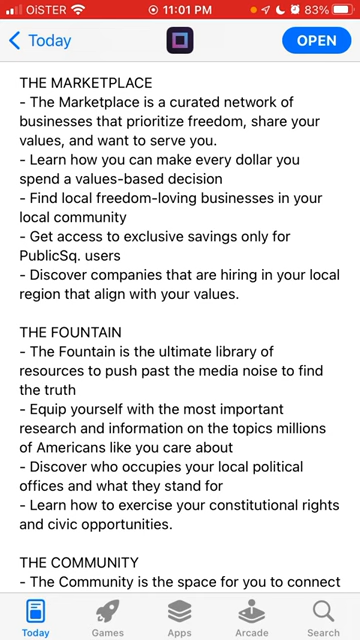 OiSTER 11:01 PM 83%
Today OPEN
THE MARKETPLACE
- The Marketplace is a curated network of
businesses that prioritize freedom, share your
values, and want to serve you.
- Learn how you can make every dollar you
spend a values-based decision
- Find local freedom-loving businesses in your
local community
- Get access to exclusive savings only for
PublicSq. users
- Discover companies that are hiring in your local
region that align with your values.
THE FOUNTAIN
- The Fountain is the ultimate library of
resources to push past the media noise to find
the truth
- Equip yourself with the most important
research and information on the topics millions
of Americans like you care about
- Discover who occupies your local political
offices and what they stand for
- Learn how to exercise your constitutional rights
and civic opportunities.
THE COMMUNITY
- The Community is the space for you to connect
Today Games Apps Arcade Search